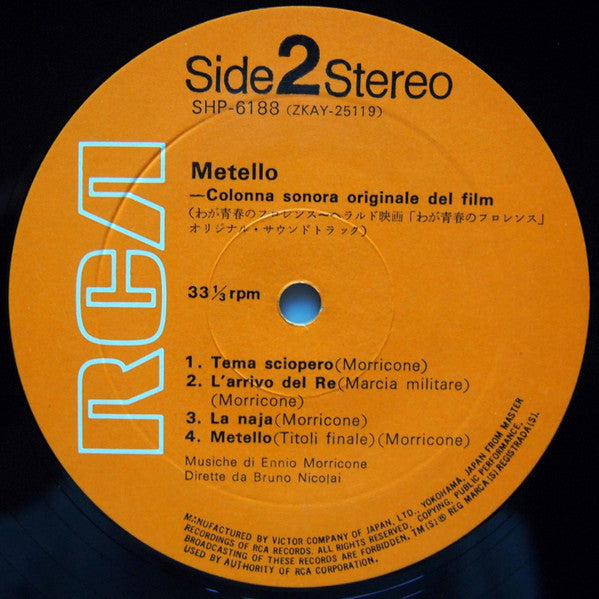 Side 2 Stereo
SHP-6188 (ZKAY-25119)
RCA
Metello
—Colonna sonora originale del film
(わが青春のフロレンス〜ヘラルド映画「わが青春のフロレンス」
オリジナル・サウンドトラック)
33 1/3 rpm
1. Tema sciopero(Morricone)
2. L'arrivo del Re(Marcia militare)
(Morricone)
3. La naja(Morricone)
4. Metello(Titoli finale)(Morricone)
Musiche di Ennio Morricone
Dirette da Bruno Nicolai
MANUFACTURED BY VICTOR COMPANY OF JAPAN, LTD., YOKOHAMA, JAPAN FROM MASTER
RECORDINGS OF RCA RECORDS. ALL RIGHTS RESERVED. COPYING, PUBLIC PERFORMANCE,
BROADCASTING OF THESE RECORDS ARE FORBIDDEN. TM(S)® REG MARCA(S) REGISTRADA(S).
USED BY AUTHORITY OF RCA CORPORATION.